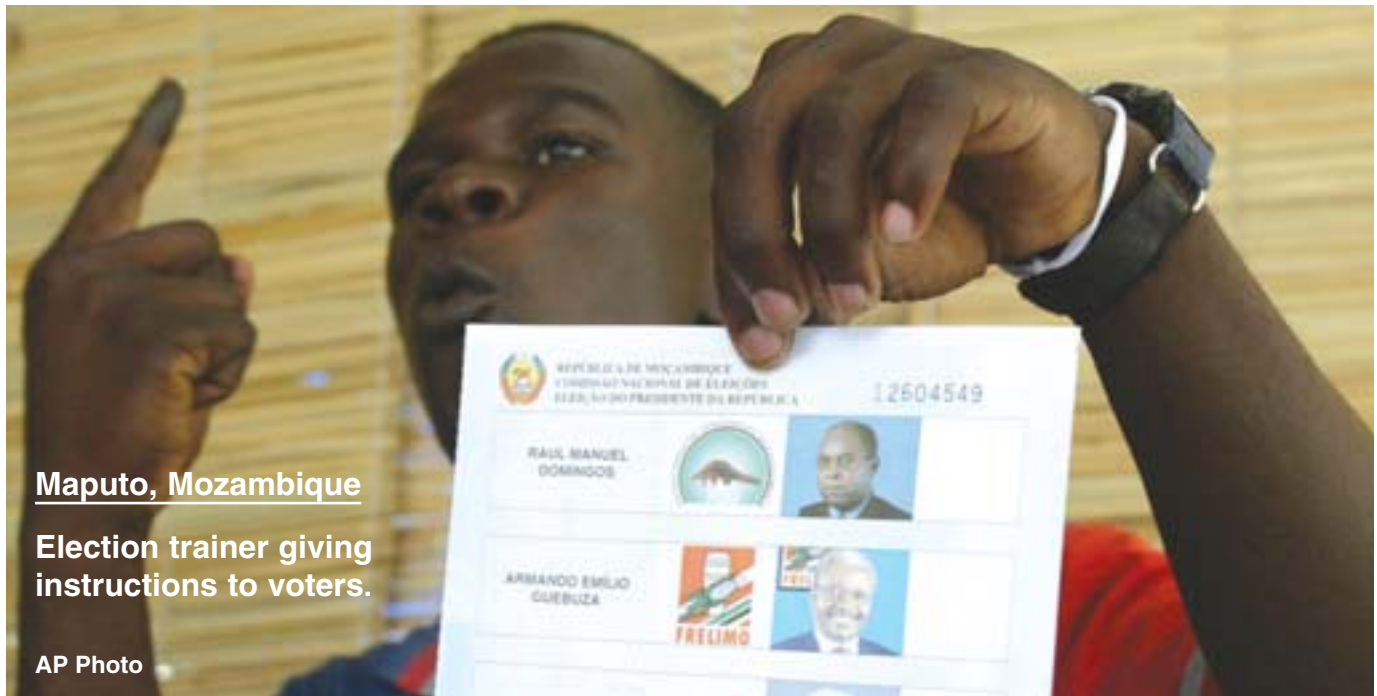 REPÚBLICA DE MOÇAMBIQUE
COMISSÃO NACIONAL DE ELEIÇÕES
ELEIÇÃO DO PRESIDENTE DA REPÚBLICA
12604549
RAUL MANUEL
DOMINGOS
ARMANDO EMÍLIO
GUEBUZA
FRELIMO
Maputo, Mozambique
Election trainer giving
instructions to voters.
AP Photo